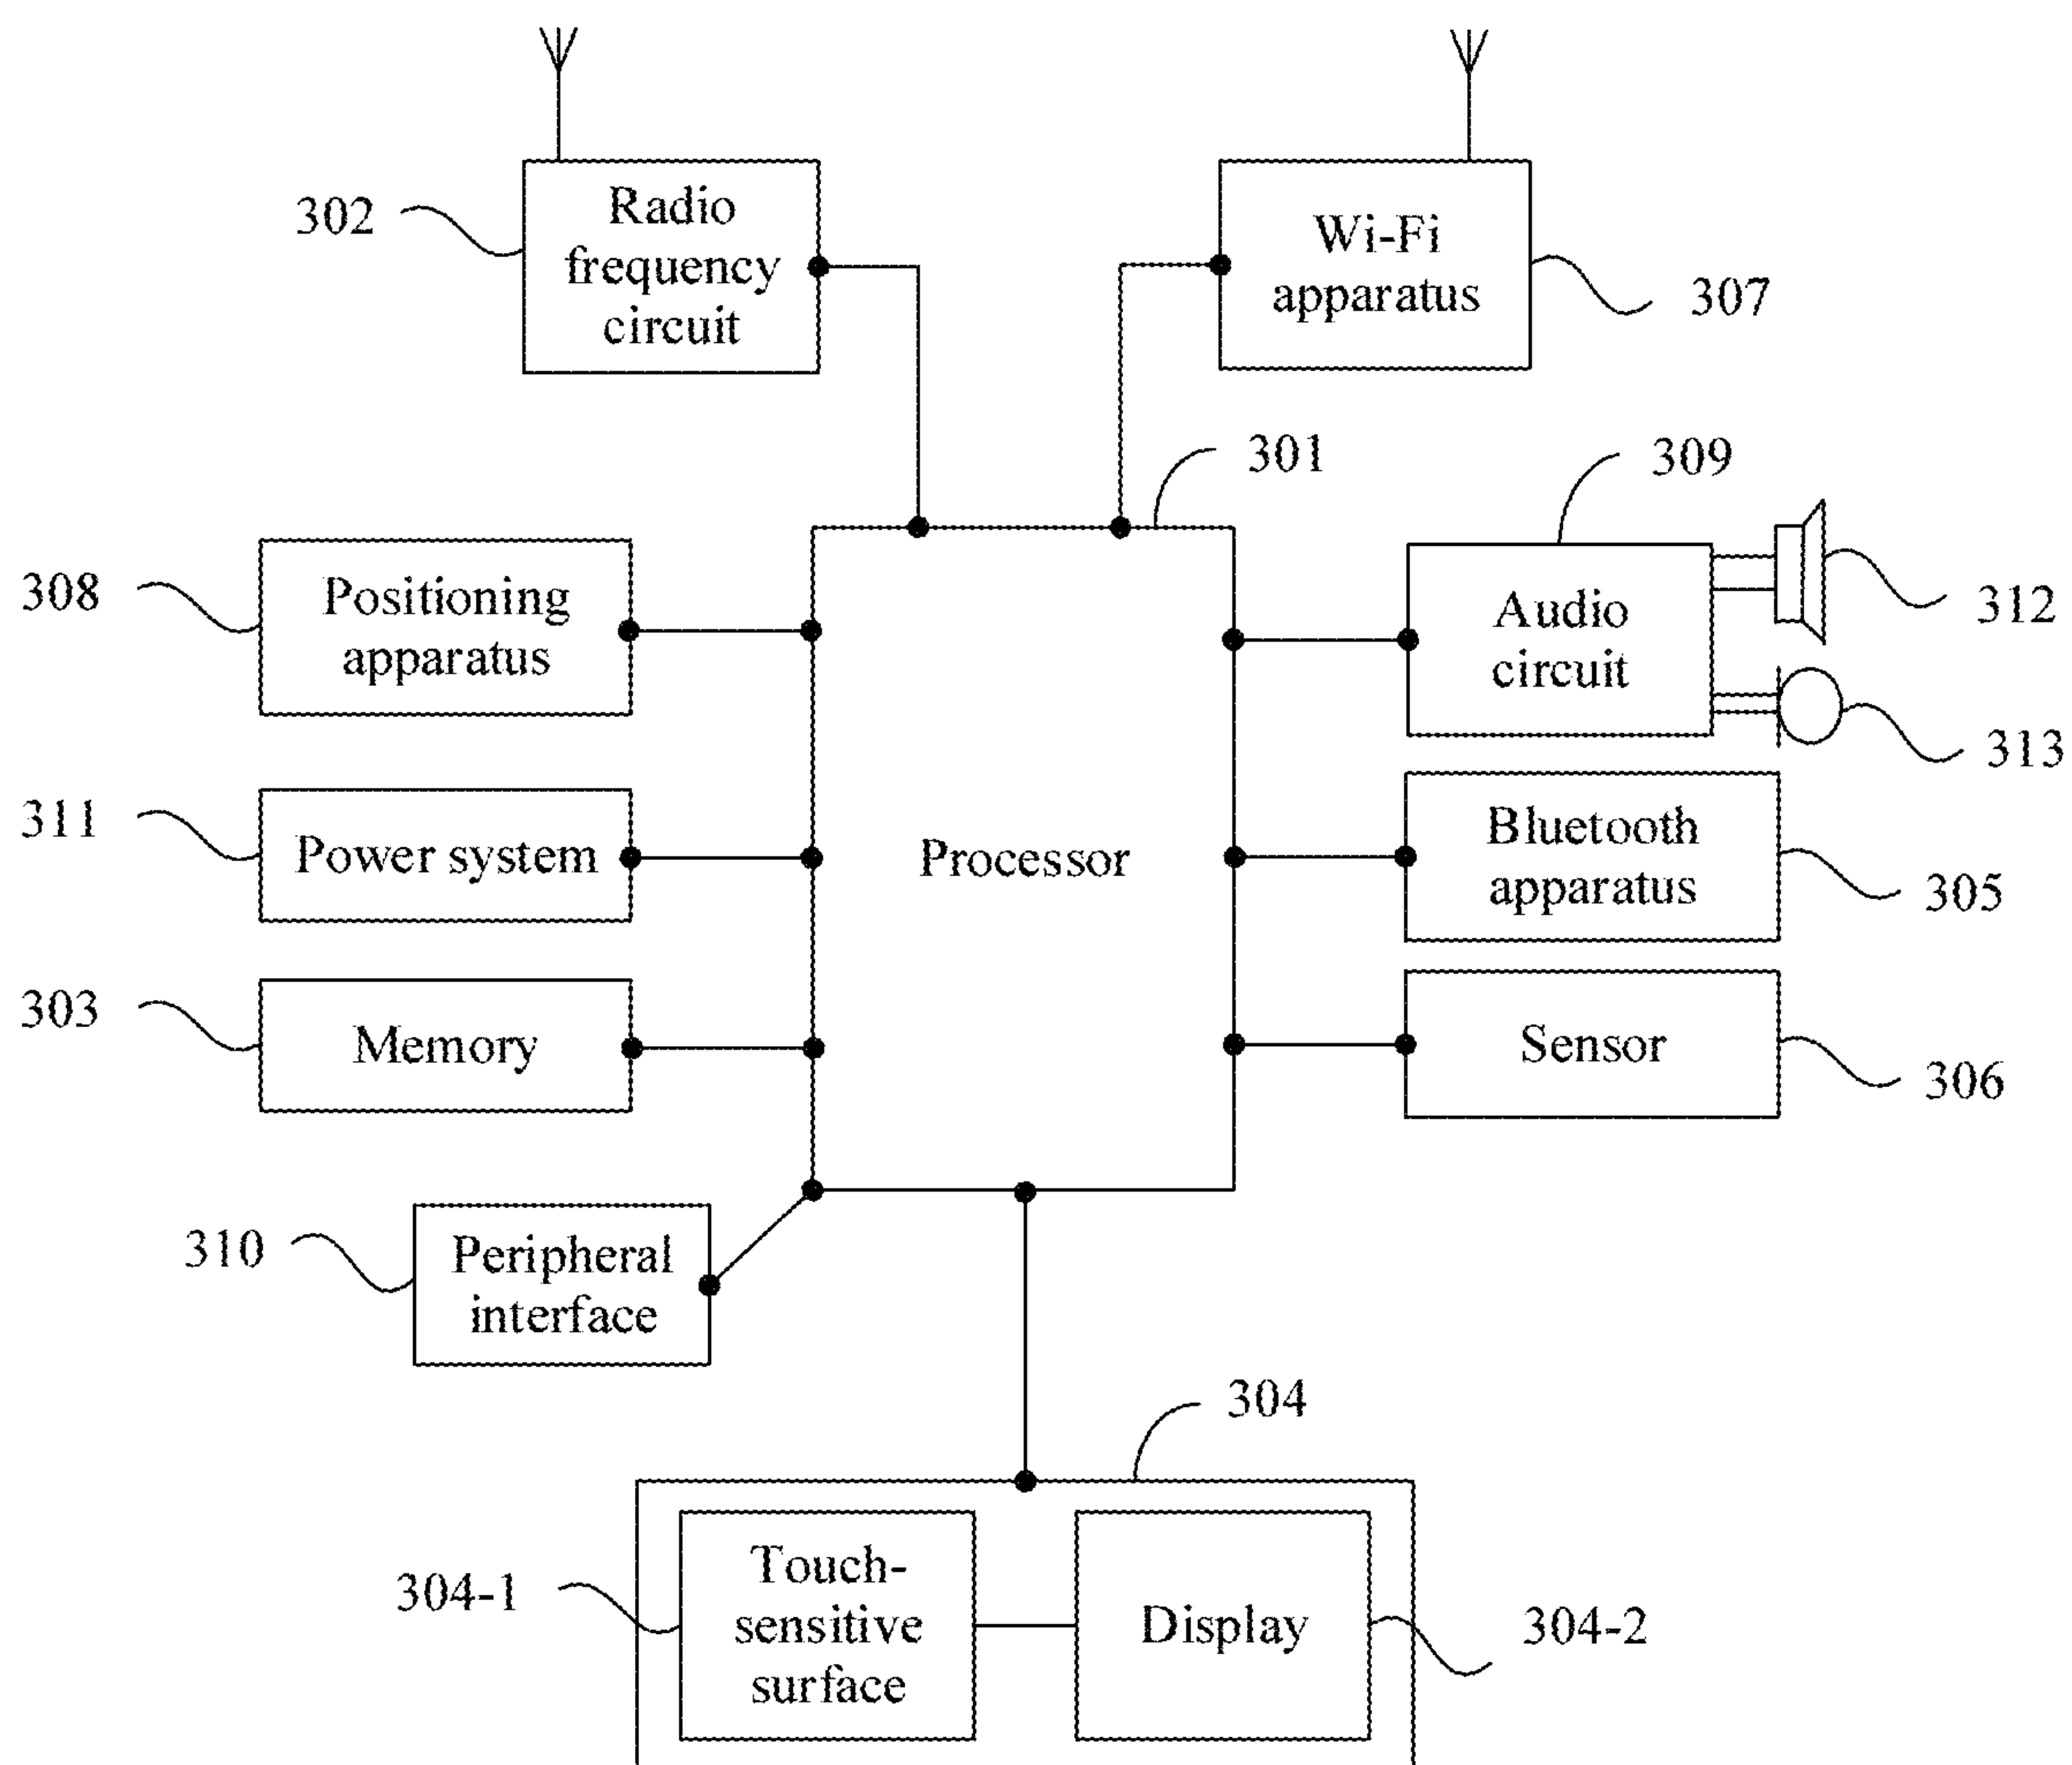 302
Radio
frequency
circuit
Wi-Fi
apparatus
307
301
309
308
Positioning
apparatus
Audio
circuit
312
313
311
Power system
Processor
Bluetooth
apparatus
305
303
Memory
Sensor
306
310
Peripheral
interface
304
304-1
Touch-
sensitive
surface
Display
304-2